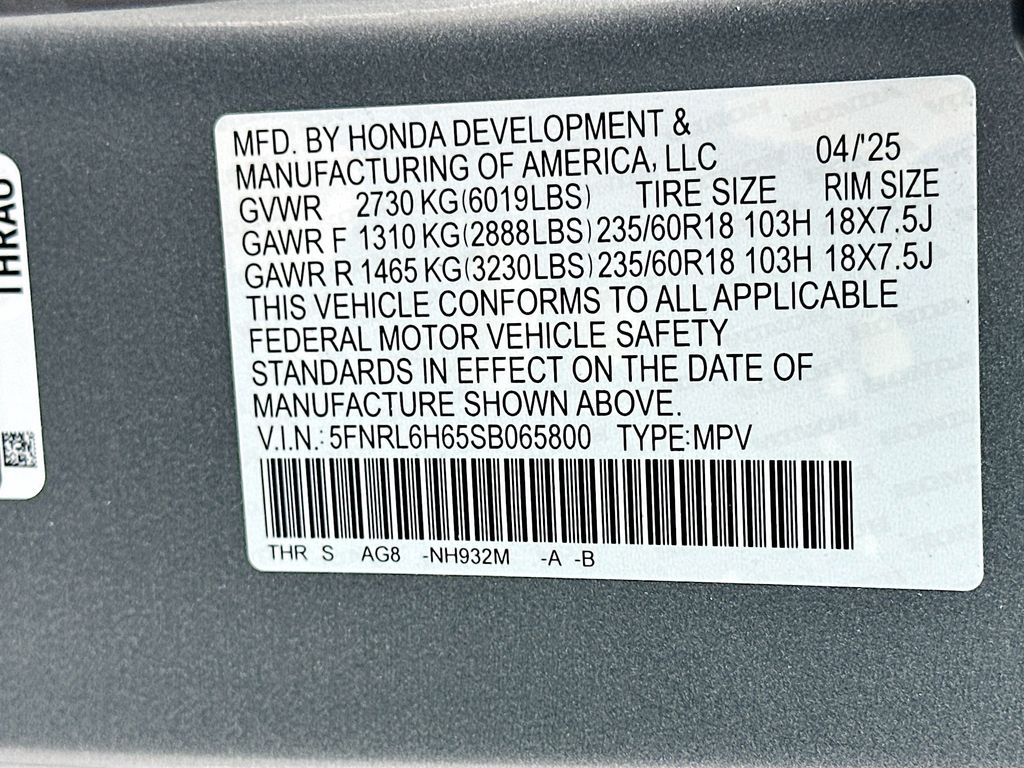 MFD. BY HONDA DEVELOPMENT &
MANUFACTURING OF AMERICA, LLC 04/'25
GVWR 2730 KG(6019LBS) TIRE SIZE RIM SIZE
GAWR F 1310 KG(2888LBS) 235/60R18 103H 18X7.5J
GAWR R 1465 KG(3230LBS) 235/60R18 103H 18X7.5J
THIS VEHICLE CONFORMS TO ALL APPLICABLE
FEDERAL MOTOR VEHICLE SAFETY
STANDARDS IN EFFECT ON THE DATE OF
MANUFACTURE SHOWN ABOVE.
V.I.N.: 5FNRL6H65SB065800 TYPE: MPV
THR S AG8 -NH932M -A -B
THRA0